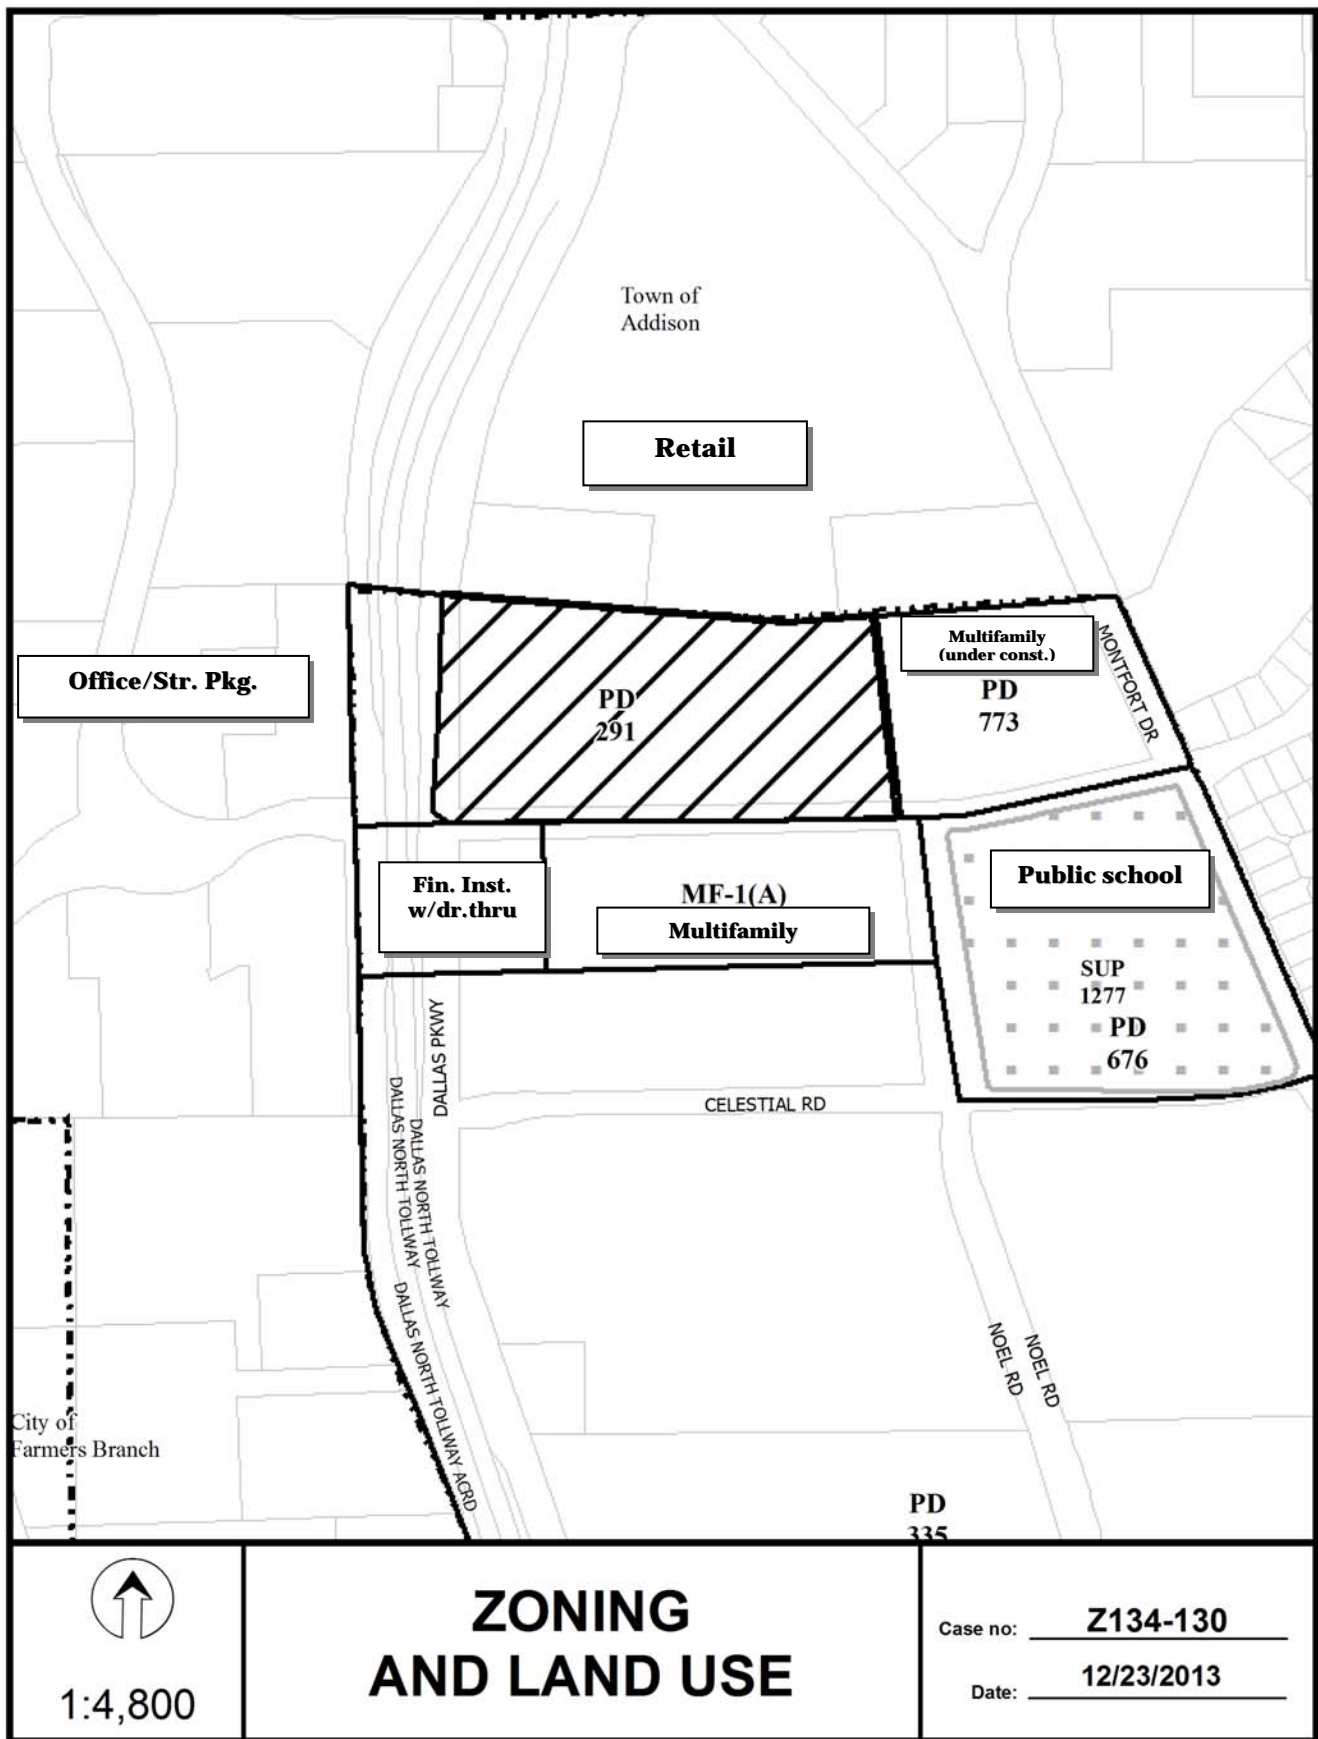 Town of
Addison
Retail
Office/Str. Pkg.
Multifamily
(under const.)
PD
773
MONTFORT DR
PD
291
Fin. Inst.
w/dr.thru
MF-1(A)
Multifamily
Public school
SUP
1277
PD
676
DALLAS PKWY
CELESTIAL RD
DALLAS NORTH TOLLWAY
DALLAS NORTH TOLLWAY
DALLAS NORTH TOLLWAY ACRD
NOEL RD
NOEL RD
City of
Farmers Branch
PD
335
1:4,800
ZONING
AND LAND USE
Case no: Z134-130
Date: 12/23/2013